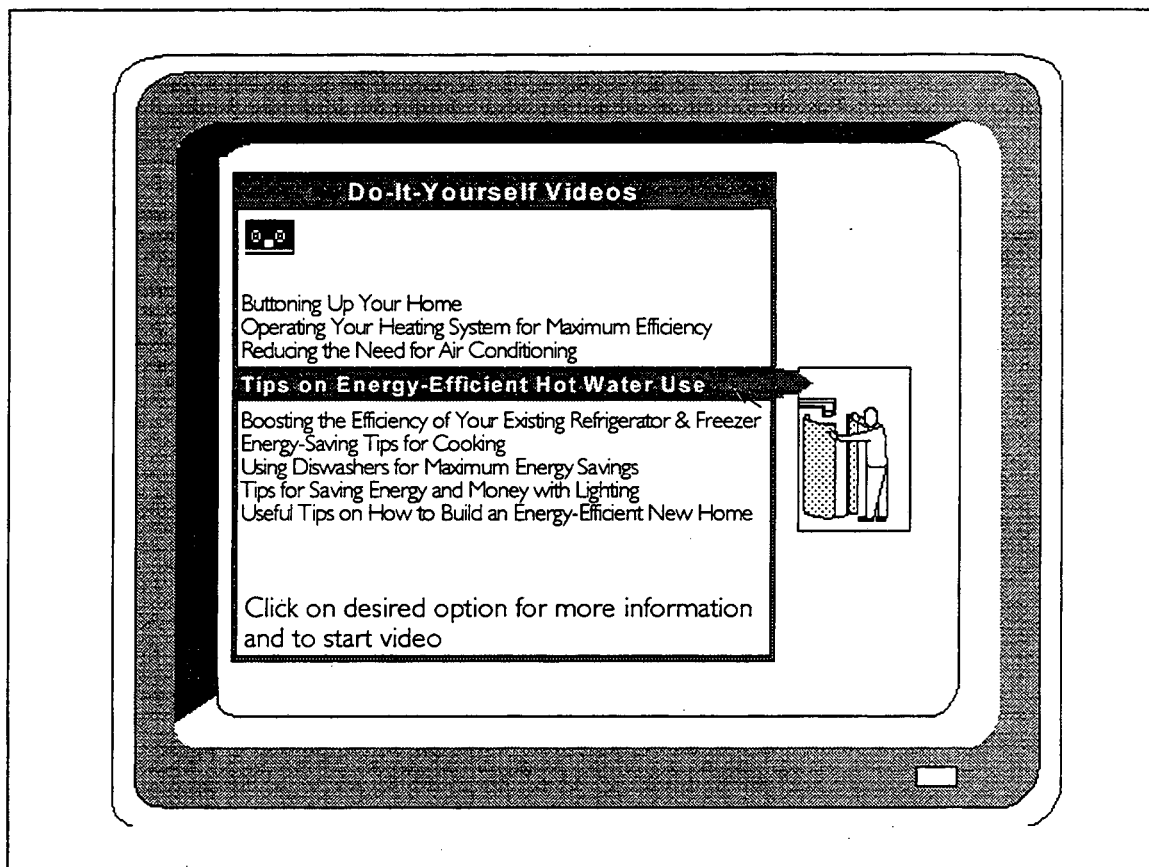 Do-It-Yourself Videos
Buttoning Up Your Home
Operating Your Heating System for Maximum Efficiency
Reducing the Need for Air Conditioning
Tips on Energy-Efficient Hot Water Use
Boosting the Efficiency of Your Existing Refrigerator & Freezer
Energy-Saving Tips for Cooking
Using Diswashers for Maximum Energy Savings
Tips for Saving Energy and Money with Lighting
Useful Tips on How to Build an Energy-Efficient New Home
Click on desired option for more information
and to start video